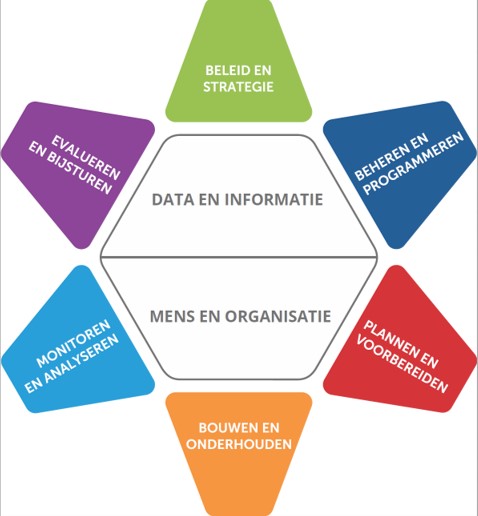 BELEID EN
STRATEGIE
BEHEREN EN
PROGRAMMEREN
PLANNEN EN
VOORBEREIDEN
BOUWEN EN
ONDERHOUDEN
MONITOREN
EN ANALYSEREN
EVALUEREN
EN BIJSTUREN
DATA EN INFORMATIE
MENS EN ORGANISATIE